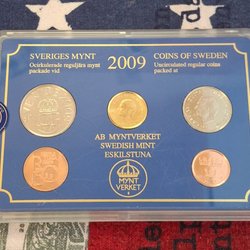 SVERIGES MYNT
Ocirkulerade reguljära mynt
packade vid
2009
COINS OF SWEDEN
Uncirculated regular coins
packed at
AB MYNTVERKET
SWEDISH MINT
ESKILSTUNA
MYNT
VERKET